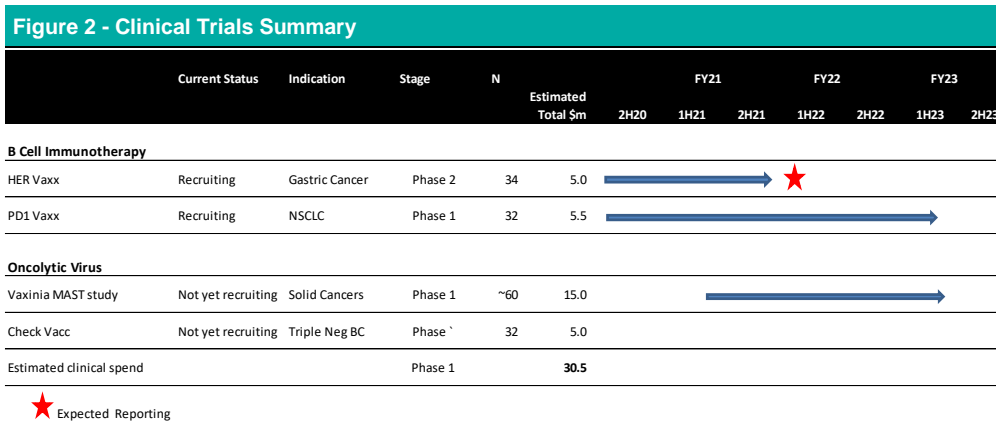 Figure 2 - Clinical Trials Summary
Current Status Indication Stage N FY21 FY22 FY23
Estimated
Total $m 2H20 1H21 2H21 1H22 2H22 1H23 2H23
B Cell Immunotherapy
HER Vaxx Recruiting Gastric Cancer Phase 2 34 5.0
PD1 Vaxx Recruiting NSCLC Phase 1 32 5.5
Oncolytic Virus
Vaxinia MAST study Not yet recruiting Solid Cancers Phase 1 ~60 15.0
Check Vacc Not yet recruiting Triple Neg BC Phase ` 32 5.0
Estimated clinical spend Phase 1 30.5
Expected Reporting